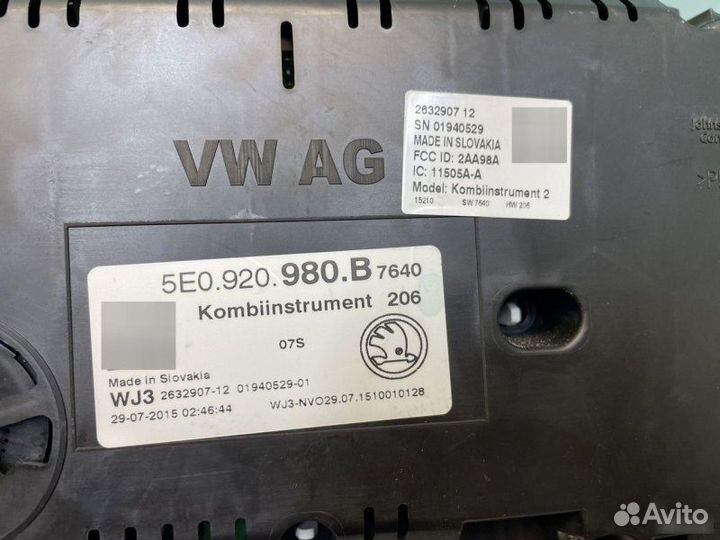 VW AG
2632907 12
SN 01940529
MADE IN SLOVAKIA
FCC ID: 2AA98A
IC: 11505A-A
Model: Kombiinstrument 2
15210 SW 7640 HW 206
5E0.920.980.B 7640
Kombiinstrument 206
07S
Made in Slovakia
WJ3 2632907-12 01940529-01
29-07-2015 02:46:44 WJ3-NVO29.07.1510010128
Avito